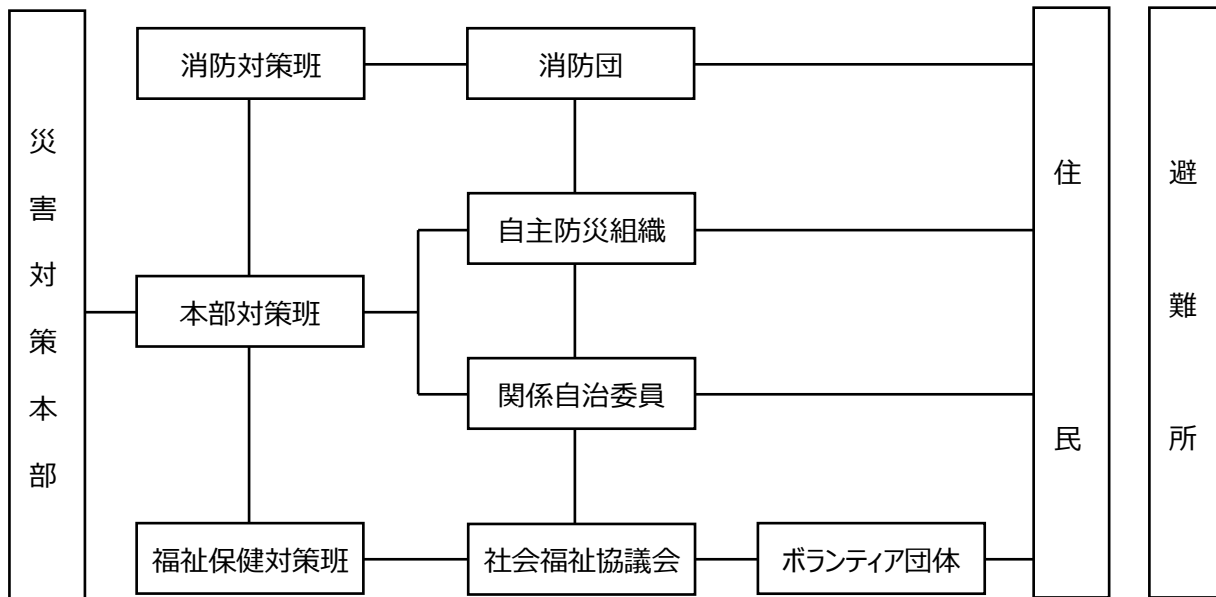 災害対策本部
消防対策班
消防団
自主防災組織
本部対策班
関係自治委員
福祉保健対策班
社会福祉協議会
ボランティア団体
住民
避難所